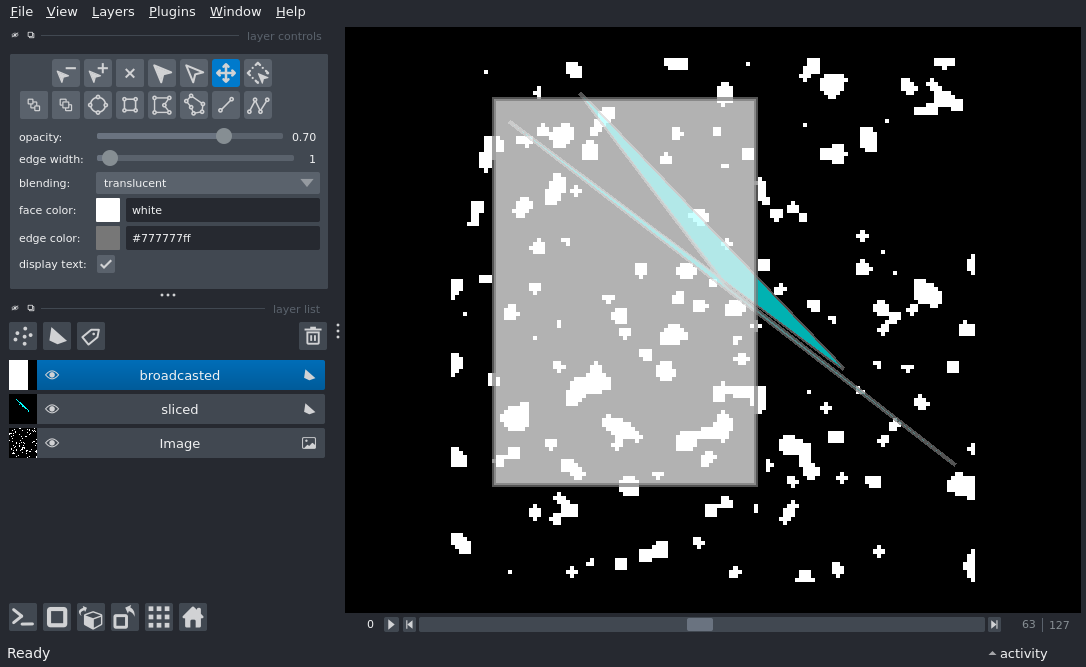 File View Layers Plugins Window Help
layer controls
opacity: 0.70
edge width: 1
blending: translucent
face color: white
edge color: #777777ff
display text:
layer list
broadcasted
sliced
Image
0 63 127
Ready activity